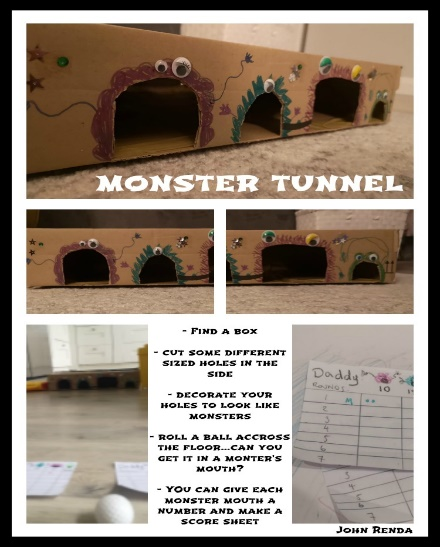 MONSTER TUNNEL
- FIND A BOX
- CUT SOME DIFFERENT
SIZED HOLES IN THE
SIDE
- DECORATE YOUR
HOLES TO LOOK LIKE
MONSTERS
- ROLL A BALL ACCROSS
THE FLOOR...CAN YOU
GET IT IN A MONTER'S
MOUTH?
- YOU CAN GIVE EACH
MONSTER MOUTH A
NUMBER AND MAKE A
SCORE SHEET
Daddy
ROUNDS
10
1
2
3
4
5
6
7
JOHN RENDA